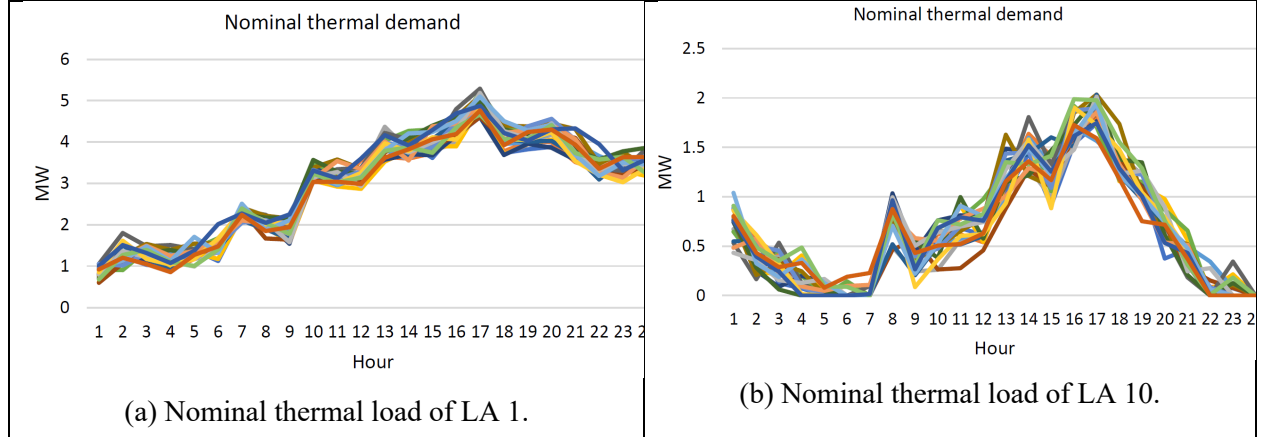 Nominal thermal demand
6
5
4
3
2
1
0
MW
1 2 3 4 5 6 7 8 9 10 11 12 13 14 15 16 17 18 19 20 21 22 23
Hour
(a) Nominal thermal load of LA 1.
Nominal thermal demand
2.5
2
1.5
1
0.5
0
MW
1 2 3 4 5 6 7 8 9 10 11 12 13 14 15 16 17 18 19 20 21 22 23 2
Hour
(b) Nominal thermal load of LA 10.